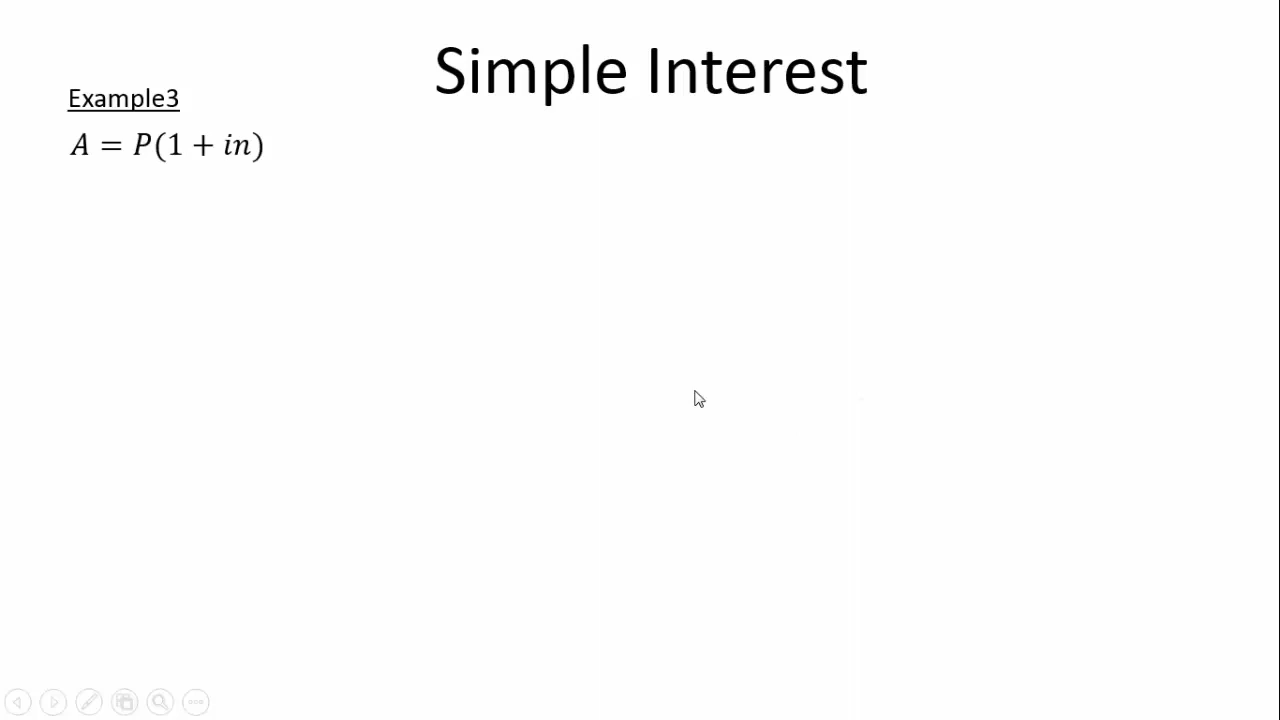 Simple Interest
Example3
A = P(1 + in)